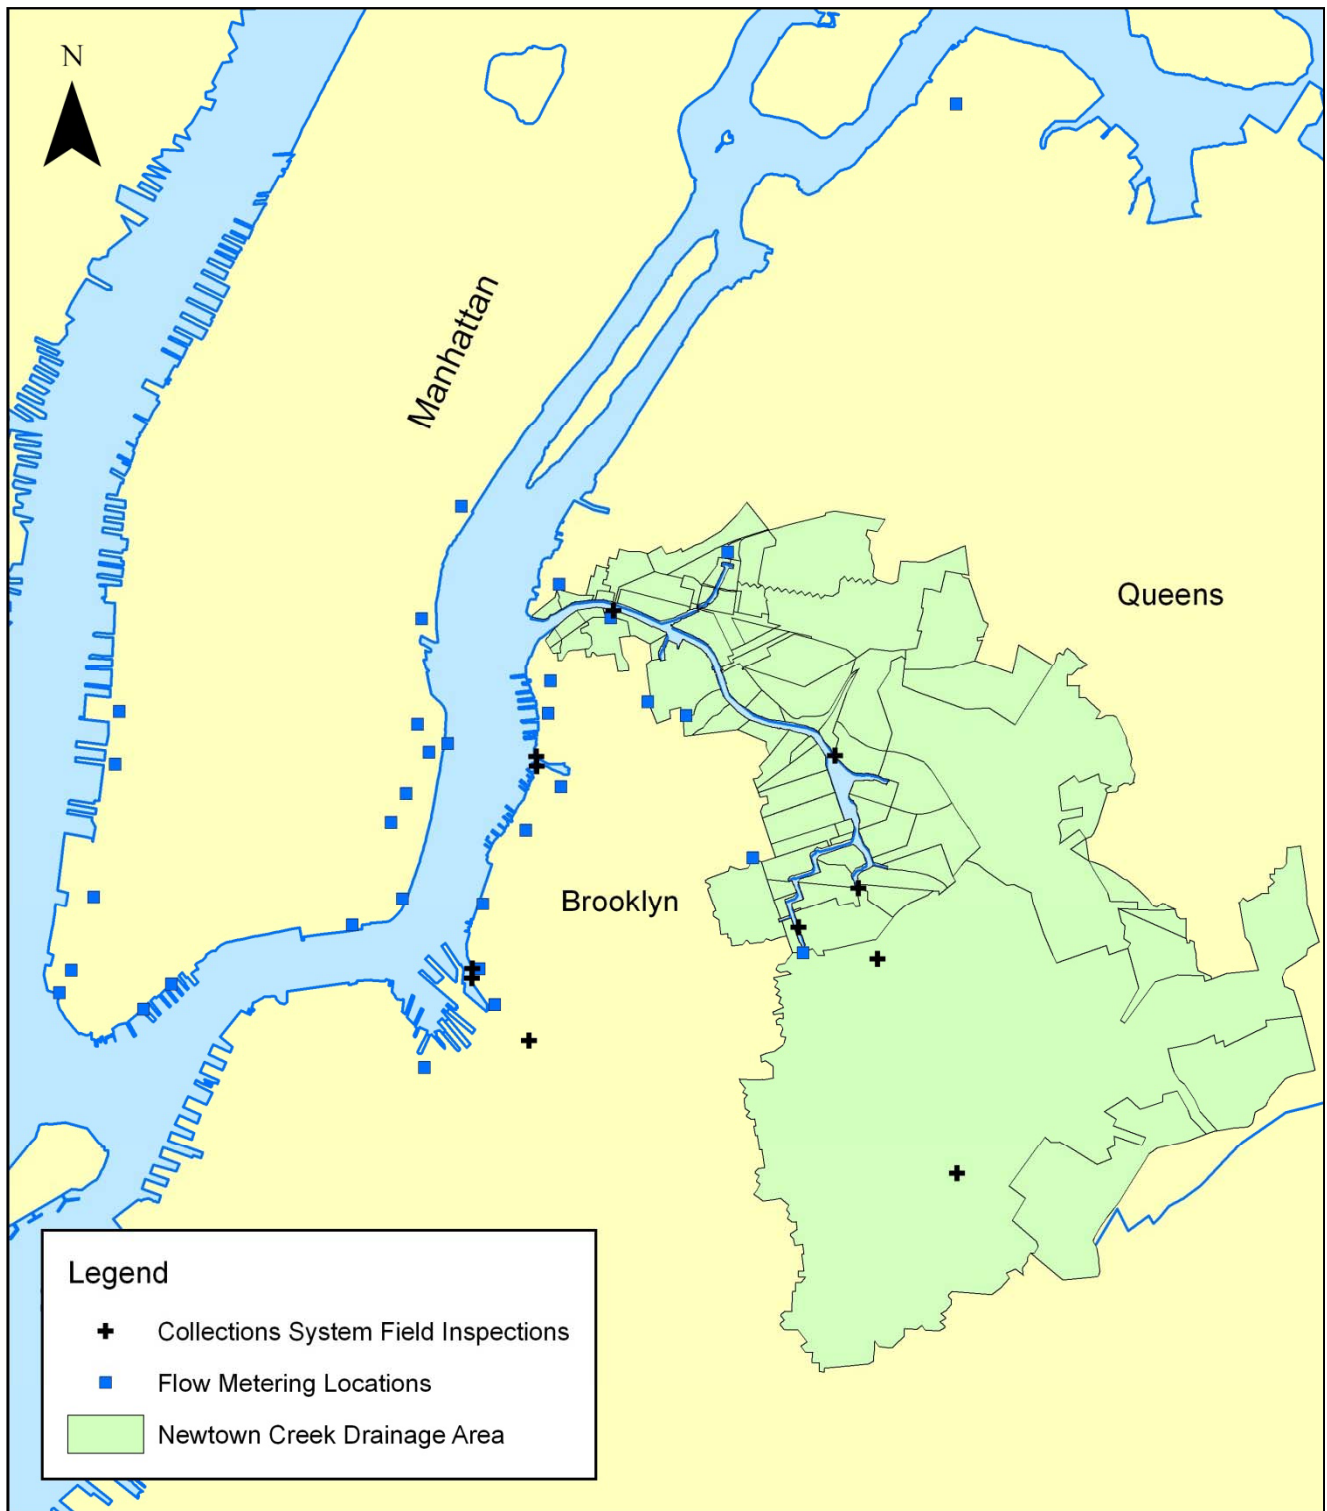 N
Manhattan
Queens
Brooklyn
Legend
Collections System Field Inspections
Flow Metering Locations
Newtown Creek Drainage Area